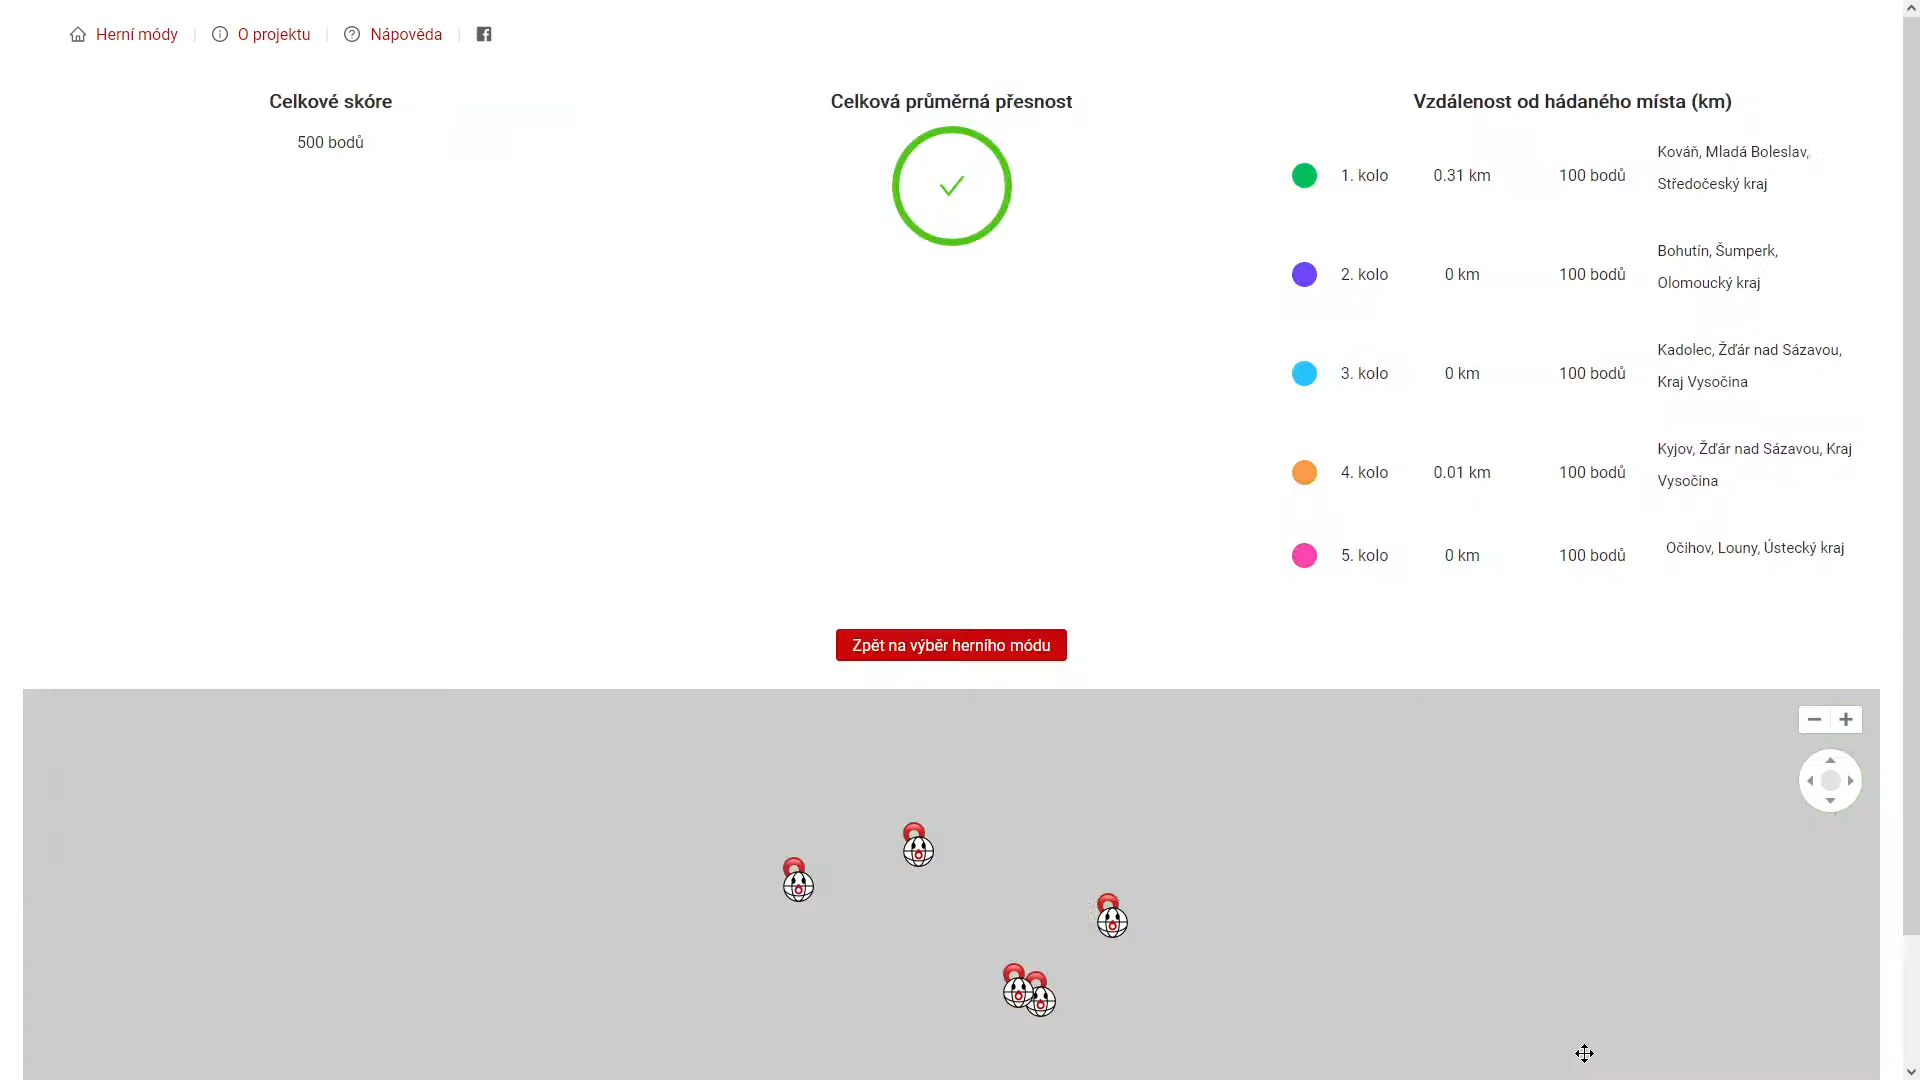 Herní módy
O projektu
Nápověda
Celkové skóre
500 bodů
Celková průměrná přesnost
Vzdálenost od hádaného místa (km)
1. kolo 0.31 km 100 bodů Kováň, Mladá Boleslav,
Středočeský kraj
2. kolo 0 km 100 bodů Bohutín, Šumperk,
Olomoucký kraj
3. kolo 0 km 100 bodů Kadolec, Žďár nad Sázavou,
Kraj Vysočina
4. kolo 0.01 km 100 bodů Kyjov, Žďár nad Sázavou, Kraj
Vysočina
5. kolo 0 km 100 bodů Očihov, Louny, Ústecký kraj
Zpět na výběr herního módu